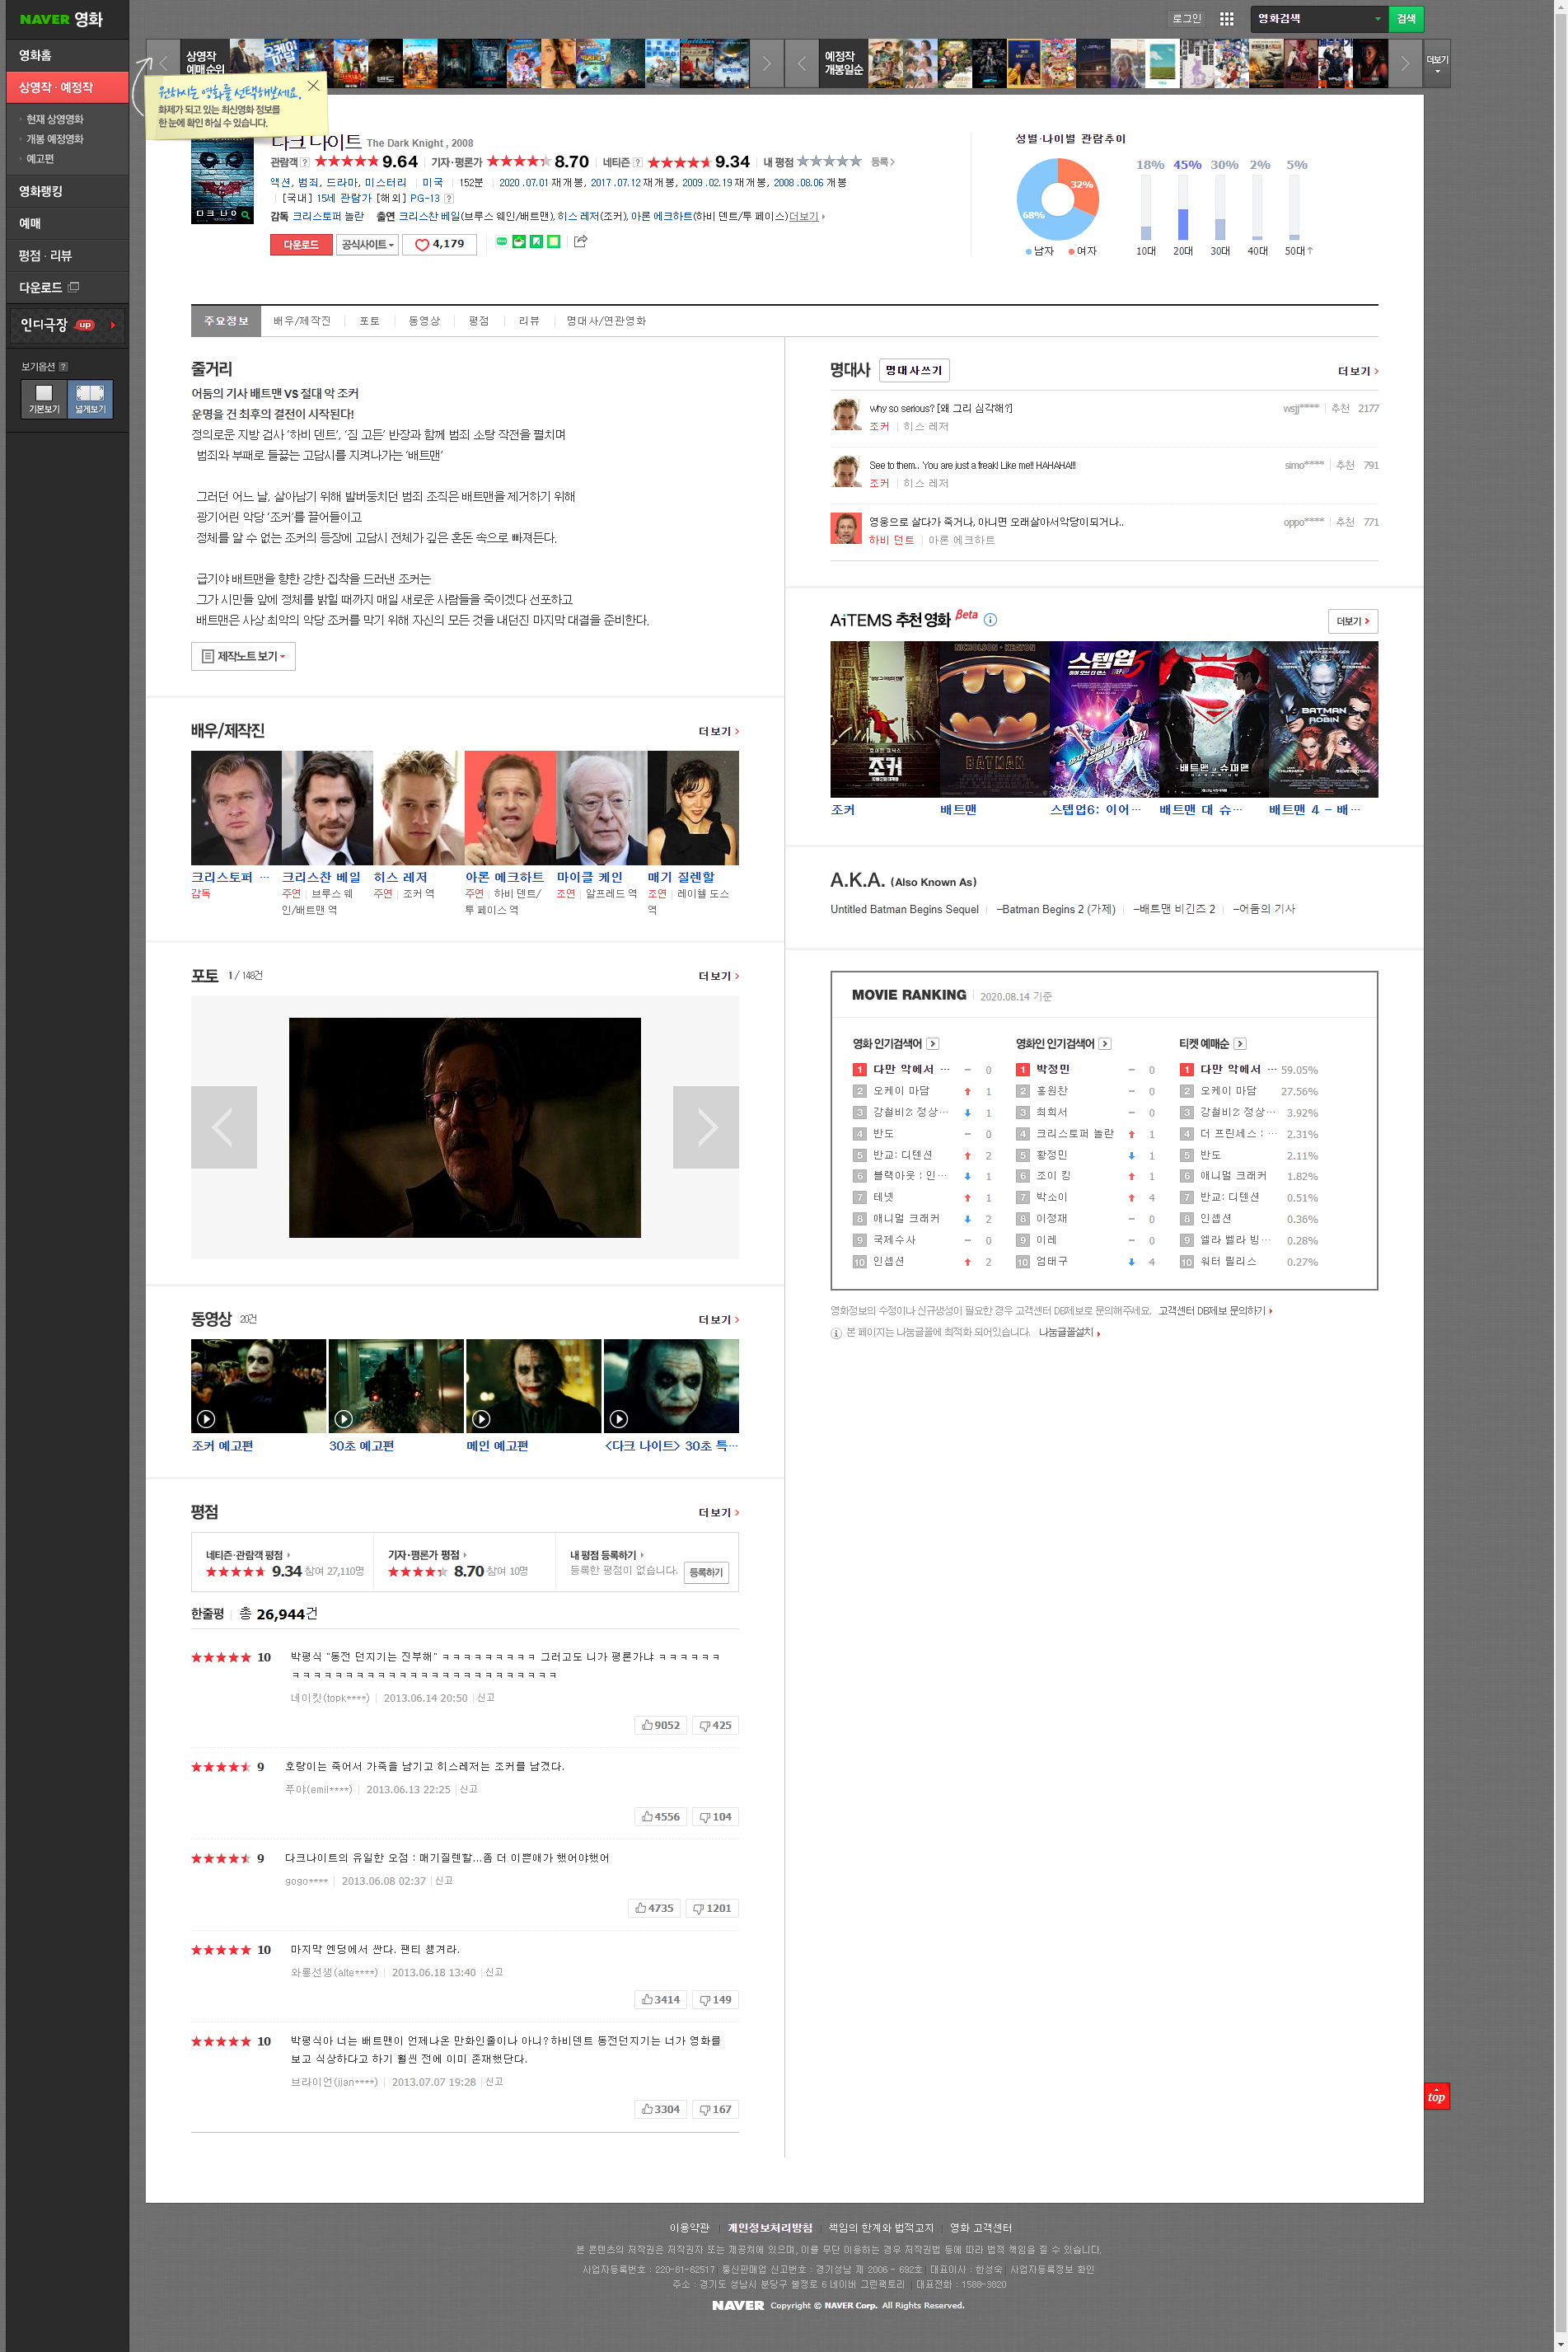 NAVER 영화
로그인
영화검색
검색
영화홈
상영작 · 예정작
현재 상영영화
개봉 예정영화
예고편
영화랭킹
예매
평점 · 리뷰
다운로드
인디극장 up
보기옵션 ?
기본보기
넓게보기
상영작
예매순위
예정작
개봉일순
더보기
원하시는 영화를 선택해보세요.
화제가 되고 있는 최신영화 정보를
한 눈에 확인 하실 수 있습니다.
다크 나이트 The Dark Knight , 2008
관람객 ? 9.64 기자·평론가 8.70 네티즌 ? 9.34 내 평점 등록
액션, 범죄, 드라마, 미스터리 미국 152분 2020 .07.01 재개봉, 2017 .07.12 재개봉, 2009 .02.19 재개봉, 2008 .08.06 개봉
[국내] 15세 관람가 [해외] PG-13 ?
감독 크리스토퍼 놀란 출연 크리스찬 베일(브루스 웨인/배트맨), 히스 레저(조커), 아론 에크하트(하비 덴트/투 페이스)더보기
다운로드
공식사이트
4,179
성별·나이별 관람추이
32%
68%
남자 여자
18% 45% 30% 2% 5%
10대 20대 30대 40대 50대↑
주요정보 배우/제작진 포토 동영상 평점 리뷰 명대사/연관영화
줄거리
어둠의 기사 배트맨 VS 절대 악 조커
운명을 건 최후의 결전이 시작된다!
정의로운 지방 검사 ‘하비 덴트’, ‘짐 고든’ 반장과 함께 범죄 소탕 작전을 펼치며
범죄와 부패로 들끓는 고담시를 지켜나가는 ‘배트맨’
그러던 어느 날, 살아남기 위해 발버둥치던 범죄 조직은 배트맨을 제거하기 위해
광기어린 악당 ‘조커’를 끌어들이고
정체를 알 수 없는 조커의 등장에 고담시 전체가 깊은 혼돈 속으로 빠져든다.
급기야 배트맨을 향한 강한 집착을 드러낸 조커는
그가 시민들 앞에 정체를 밝힐 때까지 매일 새로운 사람들을 죽이겠다 선포하고
배트맨은 사상 최악의 악당 조커를 막기 위해 자신의 모든 것을 내던진 마지막 대결을 준비한다.
제작노트 보기
배우/제작진
더보기
크리스토퍼 ···
감독
크리스찬 베일
주연 브루스 웨인/배트맨 역
히스 레저
주연 조커 역
아론 에크하트
주연 하비 덴트/투 페이스 역
마이클 케인
조연 알프레드 역
매기 질렌할
조연 레이첼 도스 역
포토 1 / 148건
더보기
동영상 20건
더보기
조커 예고편
30초 예고편
메인 예고편
<다크 나이트> 30초 특···
평점
더보기
네티즌·관람객 평점
9.34 참여 27,110명
기자·평론가 평점
8.70 참여 10명
내 평점 등록하기
등록한 평점이 없습니다. 등록하기
한줄평 총 26,944건
10 박평식 "동전 던지기는 진부해" ㅋㅋㅋㅋㅋㅋㅋㅋㅋ 그러고도 니가 평론가냐 ㅋㅋㅋㅋㅋㅋ
ㅋㅋㅋㅋㅋㅋㅋㅋㅋㅋㅋㅋㅋㅋㅋㅋㅋㅋㅋㅋㅋㅋㅋㅋㅋ
네이킷(topk****) 2013.06.14 20:50 신고
9052 425
9 호랑이는 죽어서 가죽을 남기고 히스레저는 조커를 남겼다.
푸야(emil****) 2013.06.13 22:25 신고
4556 104
9 다크나이트의 유일한 오점 : 매기질렌할...좀 더 이쁜애가 했어야했어
gogo**** 2013.06.08 02:37 신고
4735 1201
10 마지막 엔딩에서 싼다. 팬티 챙겨라.
와룡선생(alte****) 2013.06.18 13:40 신고
3414 149
10 박평식아 너는 배트맨이 언제나온 만화인줄이나 아니? 하비덴트 동전던지기는 너가 영화를
보고 식상하다고 하기 훨씬 전에 이미 존재했단다.
브라이언(jian****) 2013.07.07 19:28 신고
3304 167
명대사 명대사쓰기
더보기
why so serious? [왜 그리 심각해?]
wsjj**** 추천 2177
조커 히스 레저
See to them.. You are just a freak! Like me!! HAHAHA!!!
simo**** 추천 791
조커 히스 레저
영웅으로 살다가 죽거나, 아니면 오래살아서악당이되거나..
oppo**** 추천 771
하비 던트 아론 에크하트
AiTEMS 추천 영화 βeta
더보기
조커
NICHOLSON · KEATON
BATMAN
스텝업5
배트맨 슈퍼맨
BATMAN ROBIN
조커
배트맨
스텝업6: 이어···
배트맨 대 슈···
배트맨 4 - 배···
A.K.A. (Also Known As)
Untitled Batman Begins Sequel –Batman Begins 2 (가제) –배트맨 비긴즈 2 –어둠의 기사
MOVIE RANKING 2020.08.14 기준
영화 인기검색어
1 다만 악에서 ··· 0
2 오케이 마담 1
3 강철비2: 정상··· 1
4 반도 0
5 반교: 디텐션 2
6 블랙아웃 : 인··· 1
7 테넷 1
8 애니멀 크래커 2
9 국제수사 0
10 인셉션 2
영화인 인기검색어
1 박정민 0
2 홍원찬 0
3 최희서 0
4 크리스토퍼 놀란 1
5 황정민 1
6 조이 킹 1
7 박소이 4
8 이정재 0
9 이레 0
10 엄태구 4
티켓 예매순
1 다만 악에서 ··· 59.05%
2 오케이 마담 27.56%
3 강철비2: 정상··· 3.92%
4 더 프린세스 : ··· 2.31%
5 반도 2.11%
6 애니멀 크래커 1.82%
7 반교: 디텐션 0.51%
8 인셉션 0.36%
9 엘라 벨라 빙··· 0.28%
10 워터 릴리스 0.27%
영화정보의 수정이나 신규생성이 필요한 경우 고객센터 DB제보로 문의해주세요. 고객센터 DB제보 문의하기
본 페이지는 나눔글꼴에 최적화 되어있습니다. 나눔글꼴설치
top
이용약관 개인정보처리방침 책임의 한계와 법적고지 영화 고객센터
본 콘텐츠의 저작권은 저작권자 또는 제공처에 있으며, 이를 무단 이용하는 경우 저작권법 등에 따라 법적 책임을 질 수 있습니다.
사업자등록번호 : 220-81-62517 통신판매업 신고번호 : 경기성남 제 2006 - 692호 대표이사 : 한성숙 사업자등록정보 확인
주소 : 경기도 성남시 분당구 불정로 6 네이버 그린팩토리 대표전화 : 1588-3820
NAVER Copyright © NAVER Corp. All Rights Reserved.